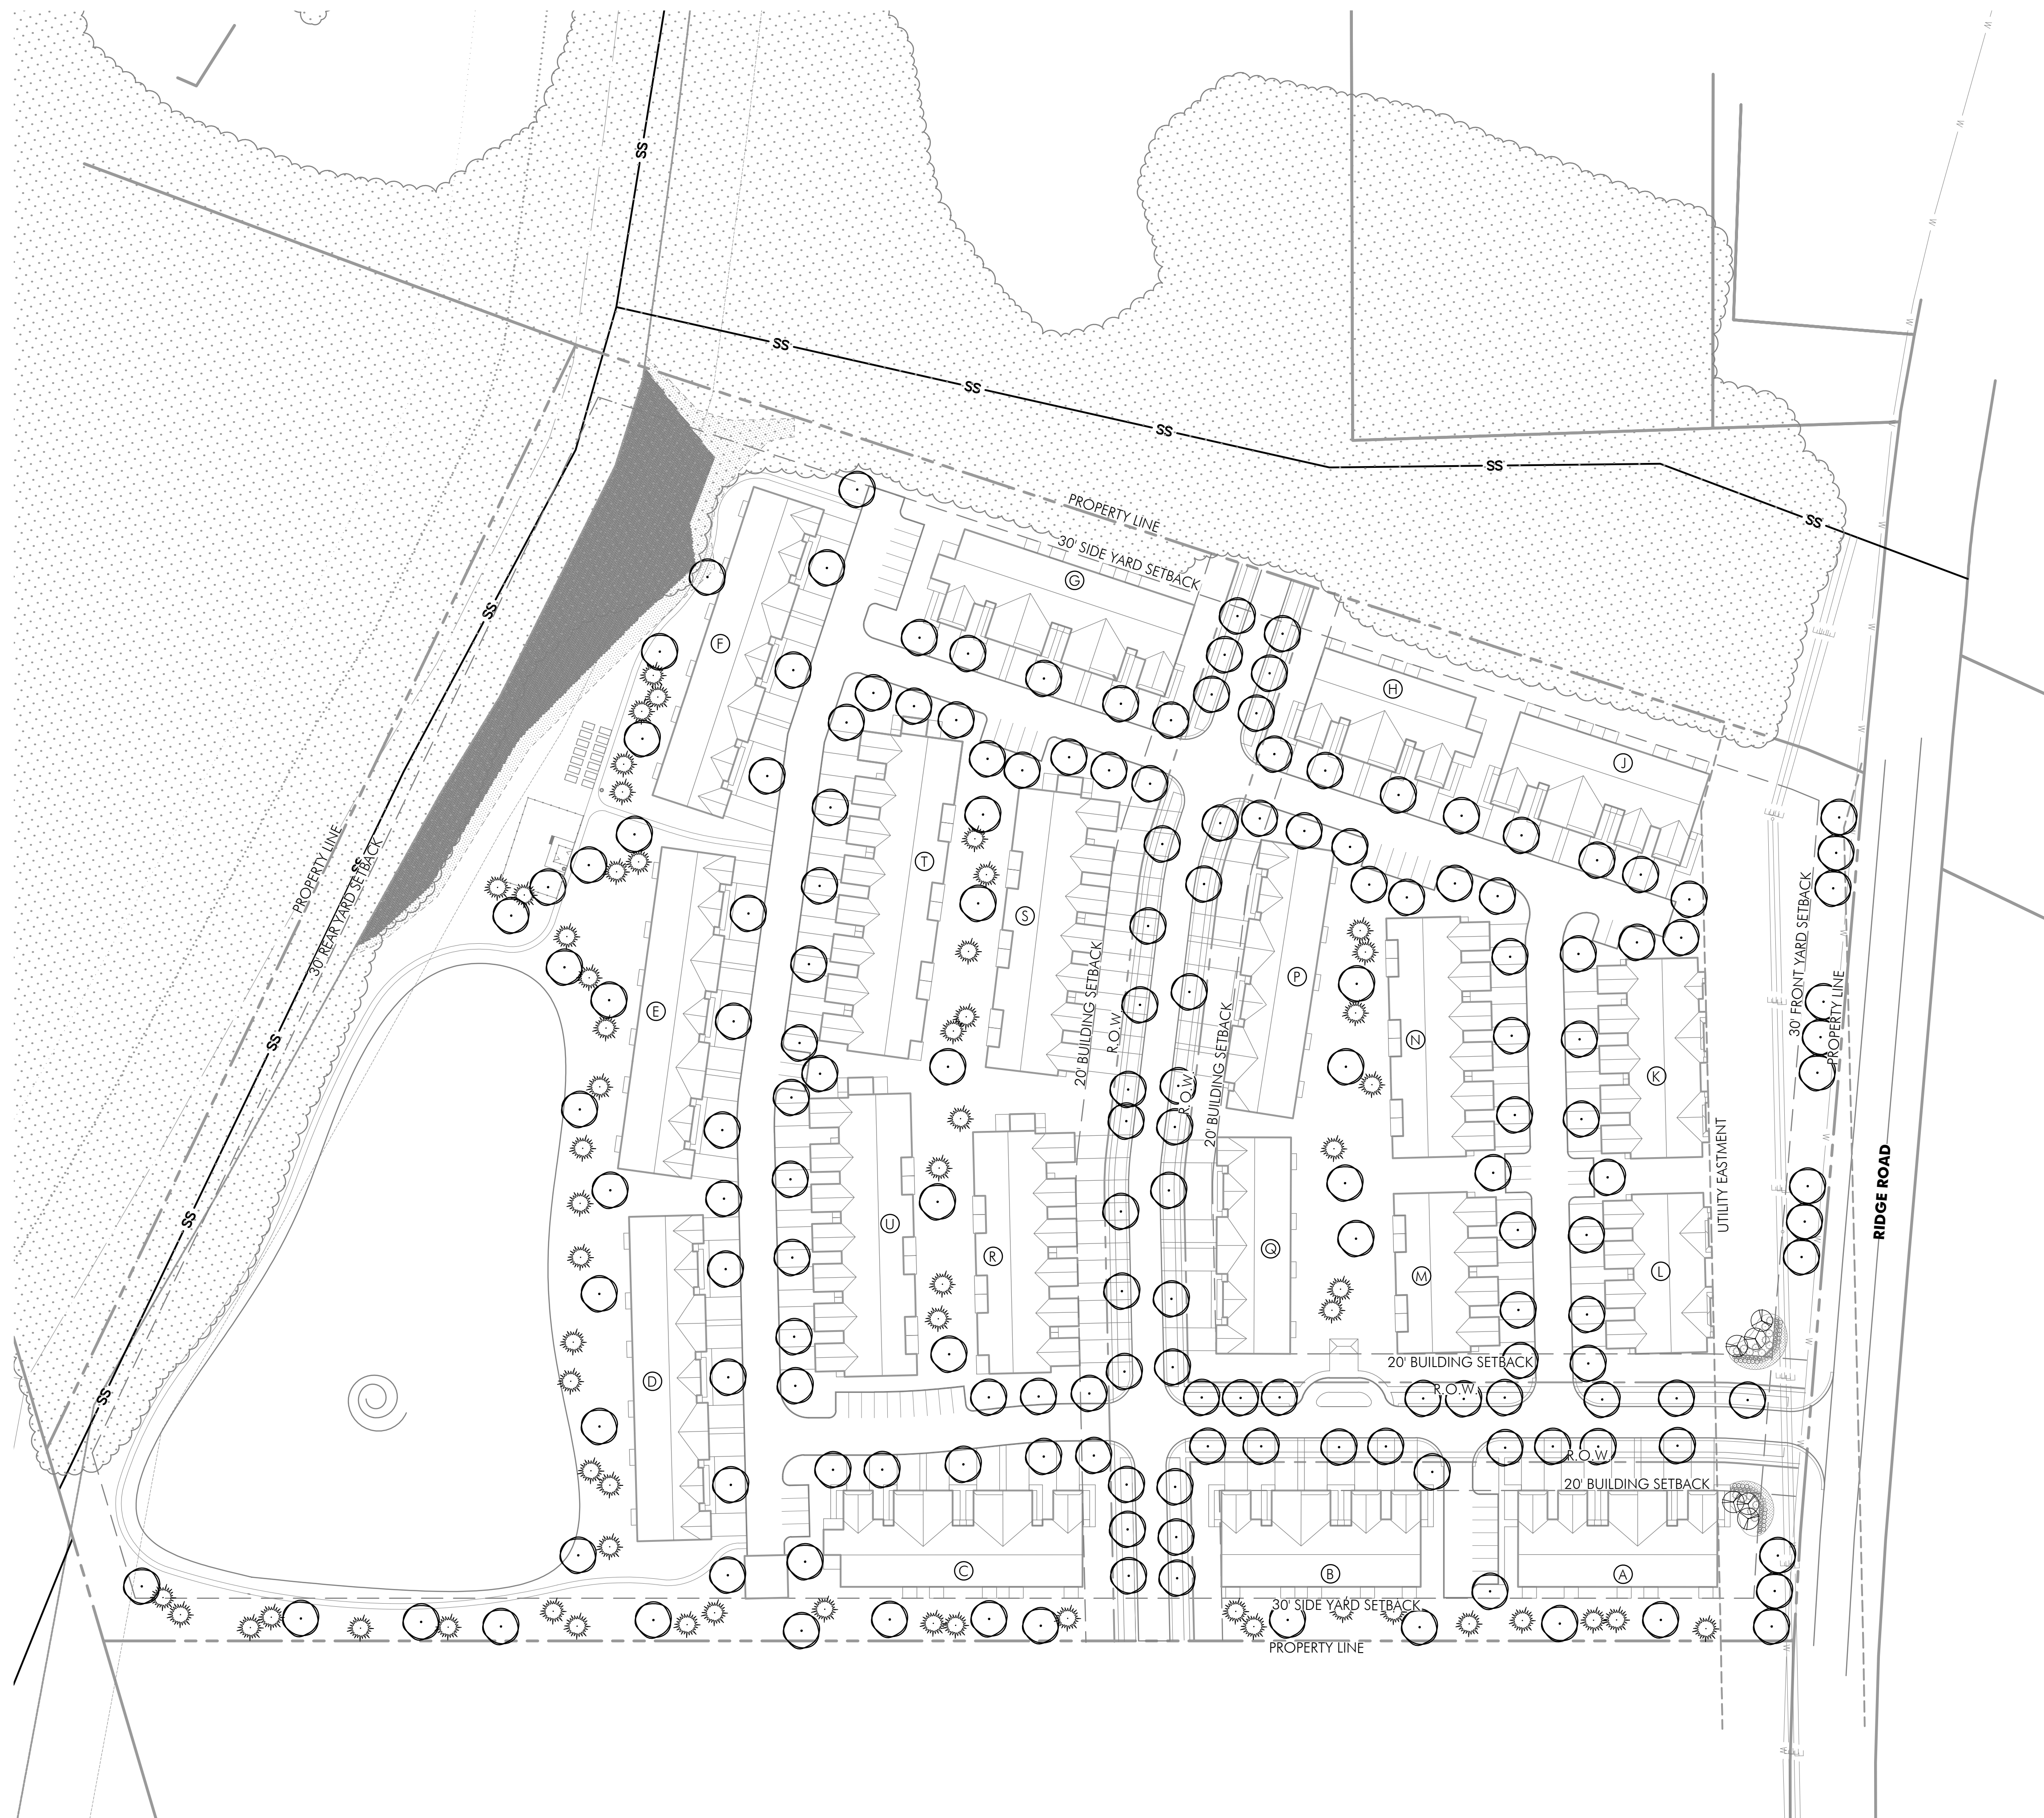 W
W
SS
W
W
SS
SS
SS
SS
PROPERTY LINE
SS
W
30' SIDE YARD SETBACK
G
SS
W
F
H
W
J
PROPERTY LINE
SS
30' REAR YARD SETBACK
T
S
30' FRONT YARD SETBACK
W
PROPERTY LINE
P
20' BUILDING SETBACK
R.O.W.
E
SS
N
20' BUILDING SETBACK
R.O.W.
K
W
UTILITY EASTMENT
RIDGE ROAD
SS
U
R
Q
M
L
W
20' BUILDING SETBACK
D
SS
R.O.W.
R.O.W.
20' BUILDING SETBACK
W
C
B
A
30' SIDE YARD SETBACK
PROPERTY LINE
W
W